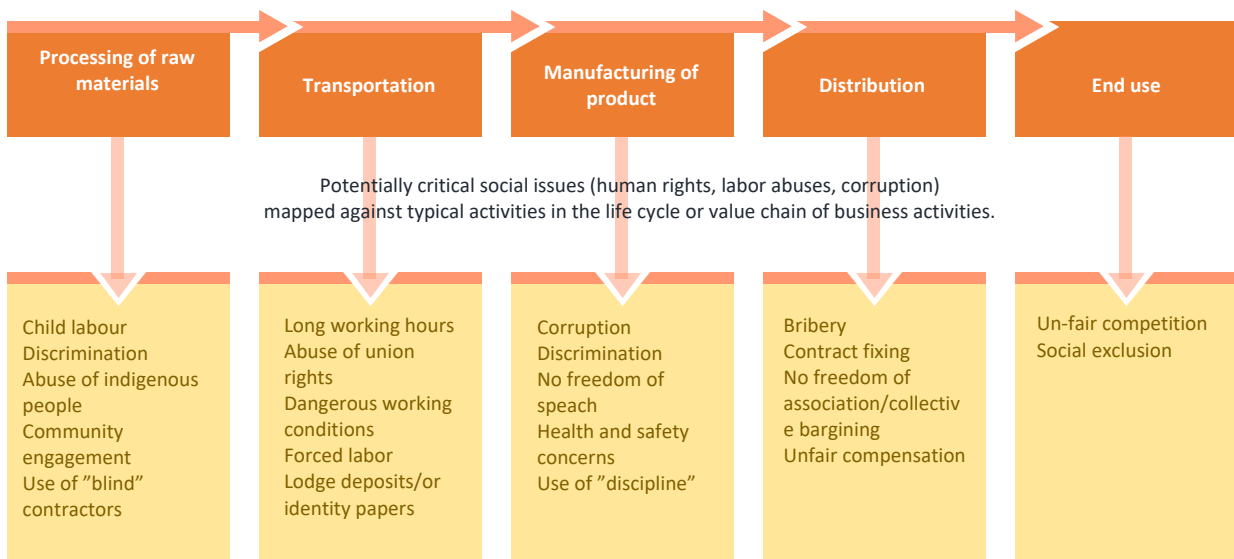 Processing of raw
materials
Transportation
Manufacturing of
product
Distribution
End use
Potentially critical social issues (human rights, labor abuses, corruption)
mapped against typical activities in the life cycle or value chain of business activities.
Child labour
Discrimination
Abuse of indigenous
people
Community
engagement
Use of ”blind”
contractors
Long working hours
Abuse of union
rights
Dangerous working
conditions
Forced labor
Lodge deposits/or
identity papers
Corruption
Discrimination
No freedom of
speach
Health and safety
concerns
Use of ”discipline”
Bribery
Contract fixing
No freedom of
association/collectiv
e bargining
Unfair compensation
Un-fair competition
Social exclusion